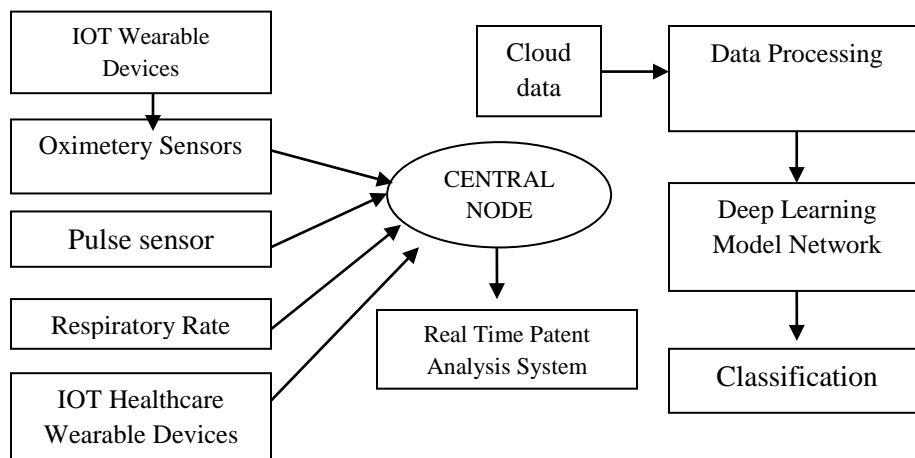 IOT Wearable
Devices
Oximetery Sensors
Pulse sensor
Respiratory Rate
IOT Healthcare
Wearable Devices
CENTRAL
NODE
Real Time Patent
Analysis System
Cloud
data
Data Processing
Deep Learning
Model Network
Classification